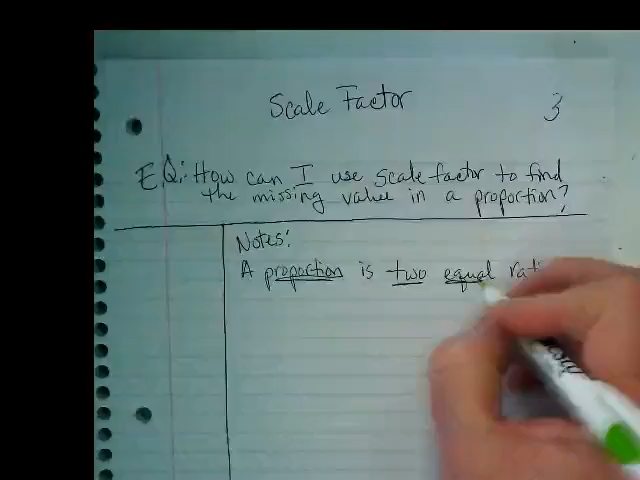 Scale Factor
3
E.Q.: How can I use scale factor to find
the missing value in a proportion?
Notes:
A proportion is two equal